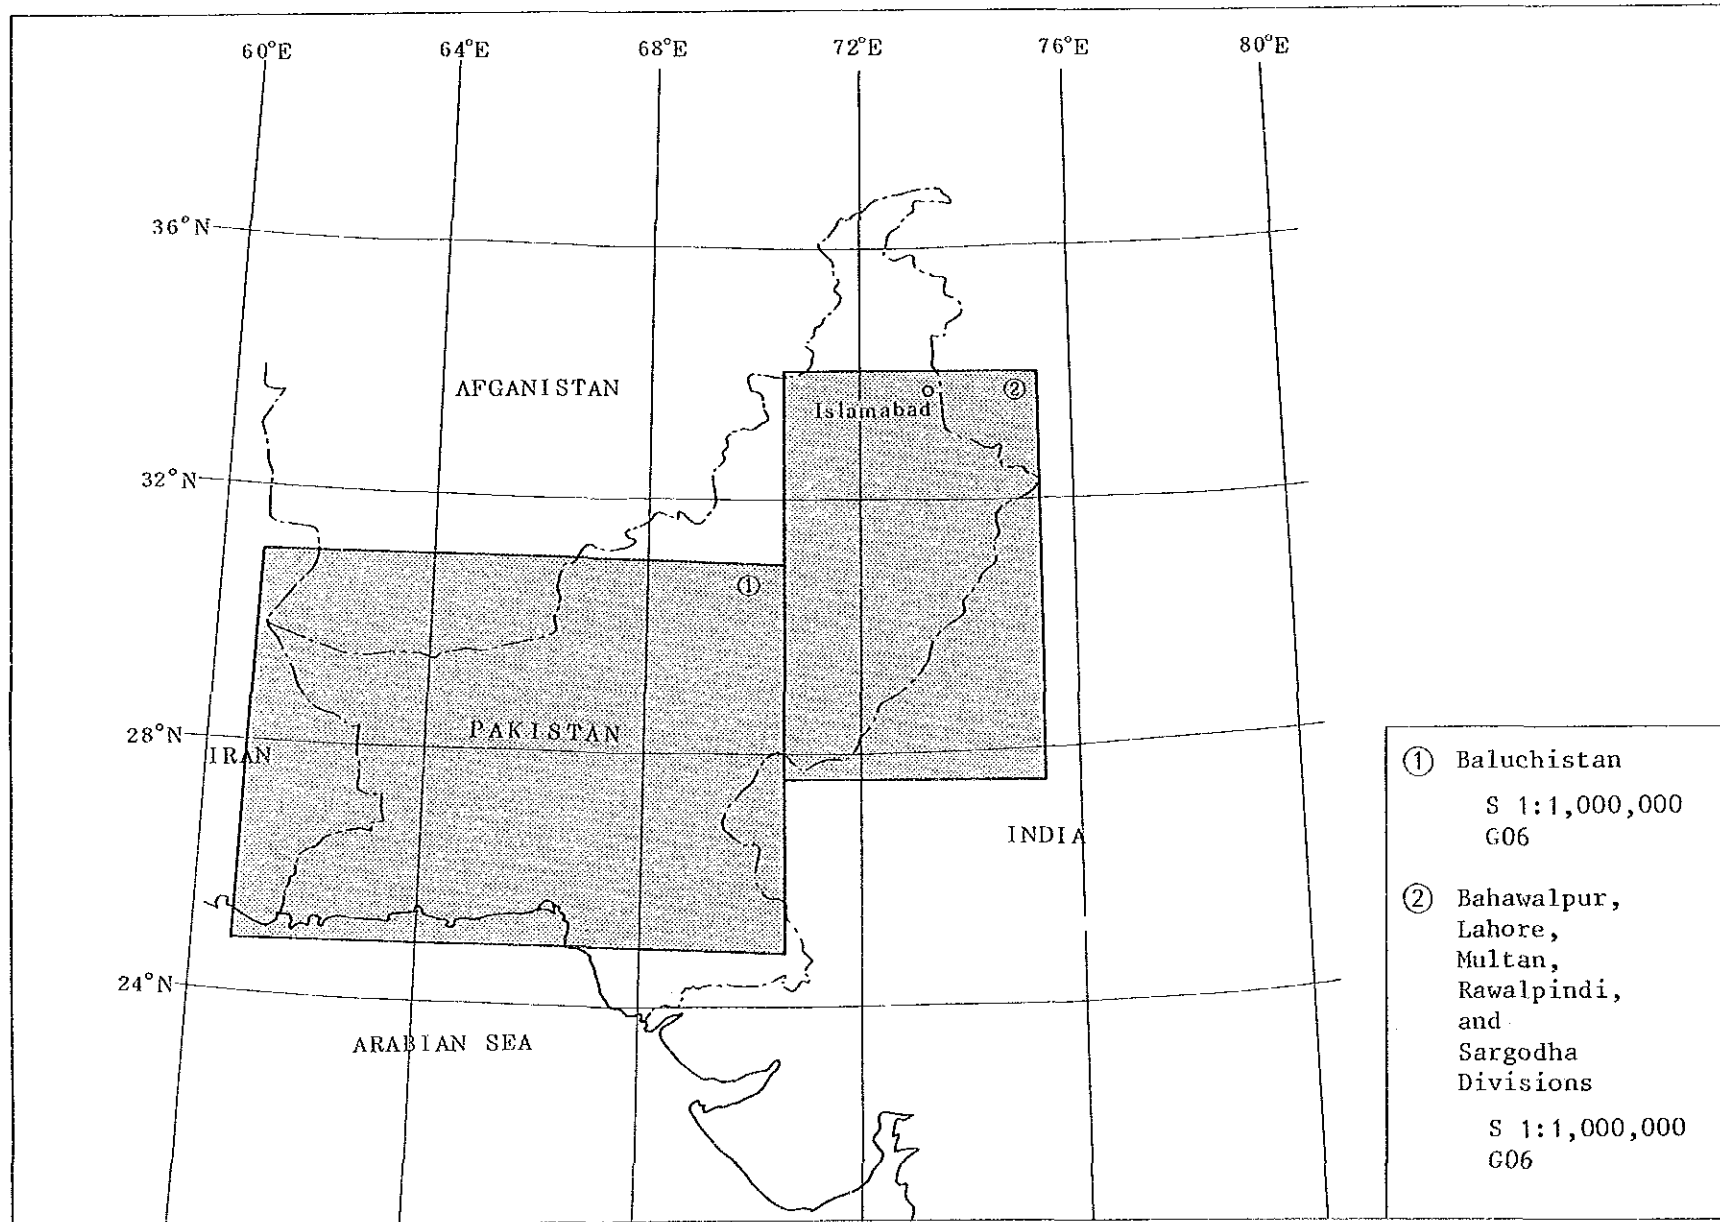 60°E 64°E 68°E 72°E 76°E 80°E
36°N
AFGANISTAN
②
Islamabad
32°N
①
28°N
PAKISTAN
IRAN
INDIA
24°N
ARABIAN SEA
① Baluchistan
S 1:1,000,000
G06
② Bahawalpur,
Lahore,
Multan,
Rawalpindi,
and
Sargodha
Divisions
S 1:1,000,000
G06